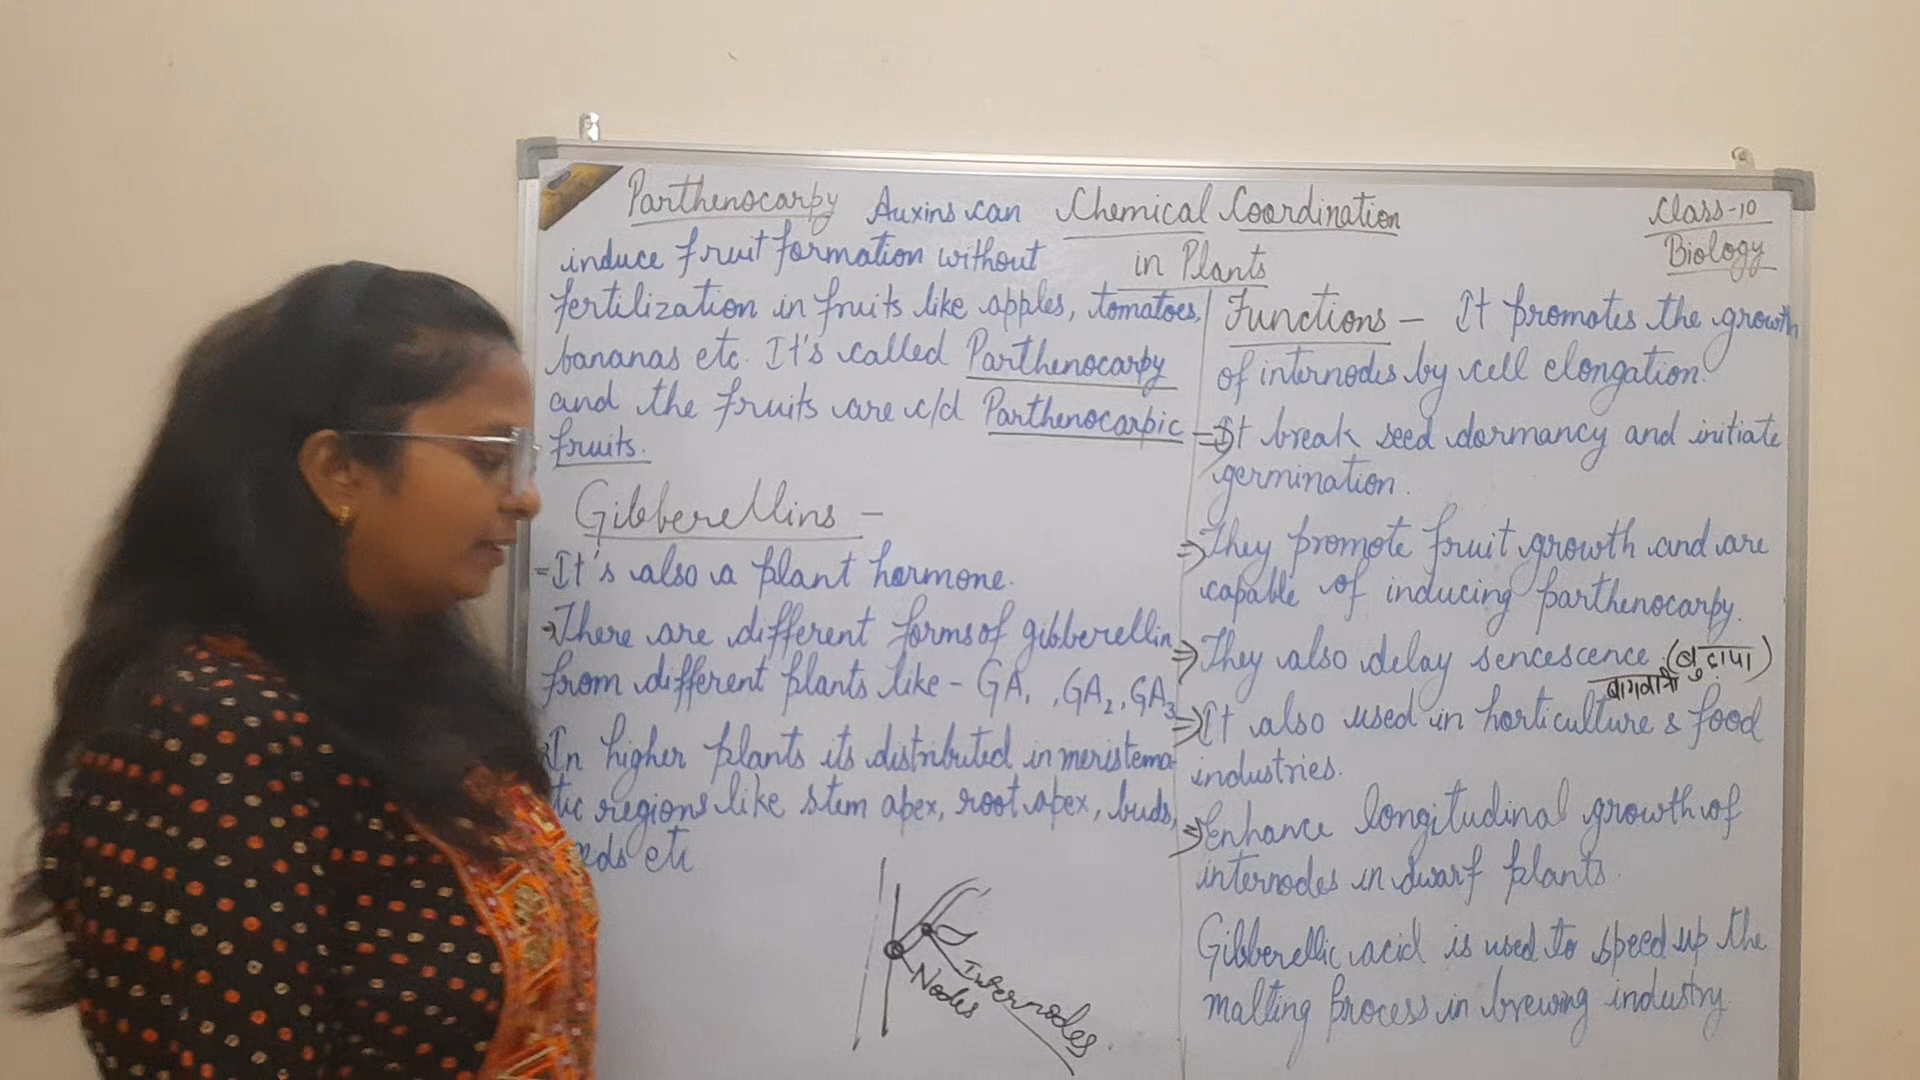 Chemical Coordination
in Plants
Class-10
Biology
Parthenocarpy Auxins can
induce fruit formation without
fertilization in fruits like apples, tomatoes,
bananas etc. It's called Parthenocarpy
and the fruits are c/d Parthenocarpic
fruits.
Gibberellins -
It's also a plant hormone.
⇒There are different forms of gibberellin
from different plants like - GA₁, GA₂, GA₃
In higher plants its distributed in meristema-
tic regions like stem apex, root apex, buds,
etc
Nodes
Internodes
Functions - It promotes the growth
of internodes by cell elongation.
⇒It break seed dormancy and initiate
germination.
⇒They promote fruit growth and are
capable of inducing parthenocarpy.
⇒They also delay sencescence (बुढ़ापा)
⇒It also used in horticulture & food
बागवानी
industries.
⇒Enhance longitudinal growth of
internodes in dwarf plants.
Gibberellic acid is used to speed up the
malting process in brewing industry